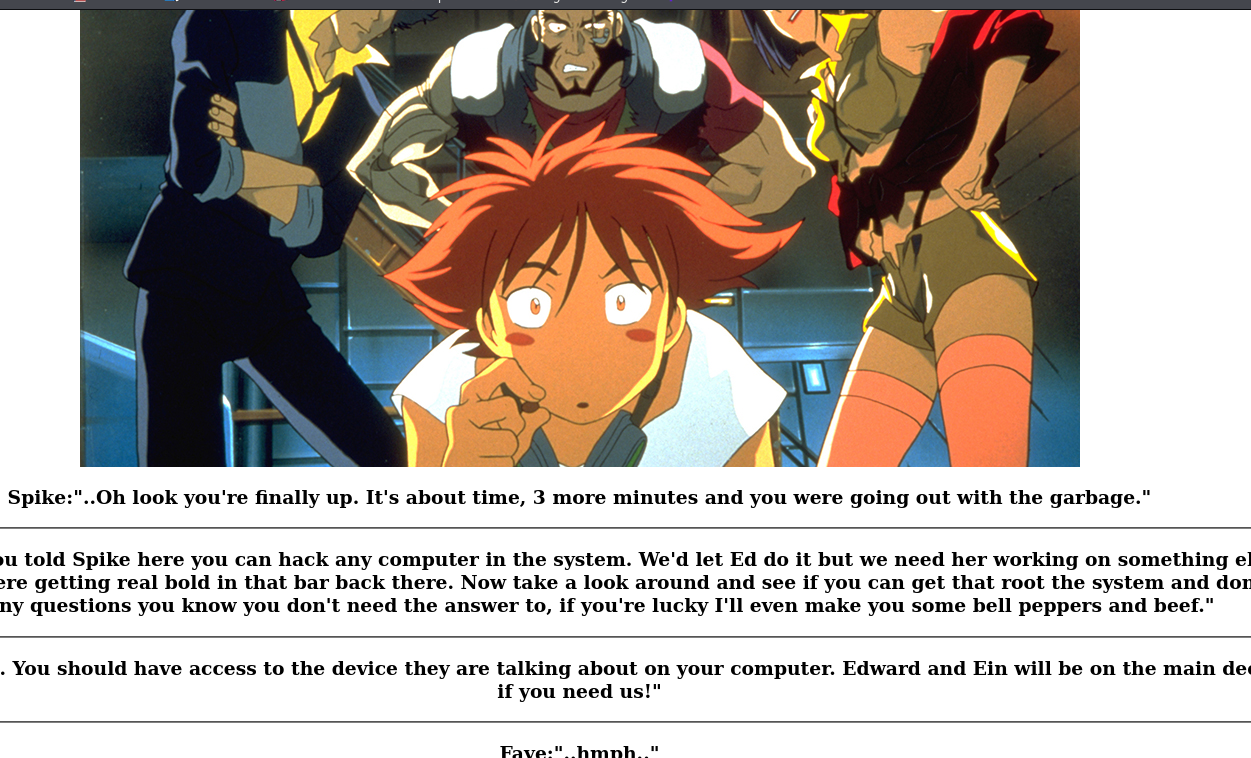 Spike:"..Oh look you're finally up. It's about time, 3 more minutes and you were going out with the garbage."
told Spike here you can hack any computer in the system. We'd let Ed do it but we need her working on something
getting real bold in that bar back there. Now take a look around and see if you can get that root the system and
questions you know you don't need the answer to, if you're lucky I'll even make you some bell peppers and beef."
. You should have access to the device they are talking about on your computer. Edward and Ein will be on the main
if you need us!"
Faye:"..hmph.."